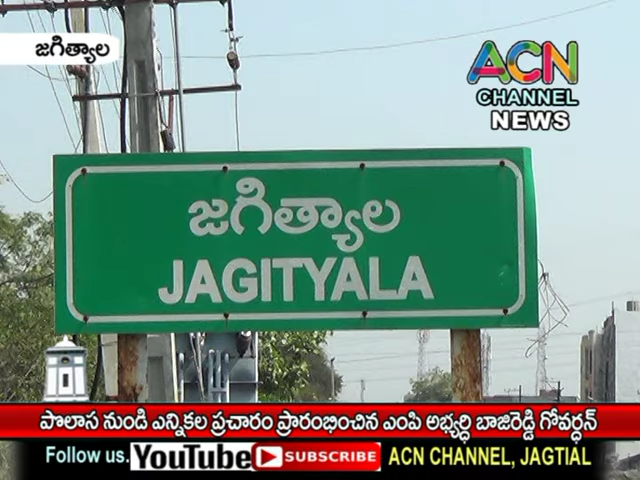 జగిత్యాల
ACN
CHANNEL
NEWS
జగిత్యాల
JAGITYALA
పొలాస నుండి ఎన్నికల ప్రచారం ప్రారంభించిన ఎంపి అభ్యర్ధి బాజిరెడ్డి గోవర్ధన్
Follow us. YouTube SUBSCRIBE ACN CHANNEL, JAGTIAL